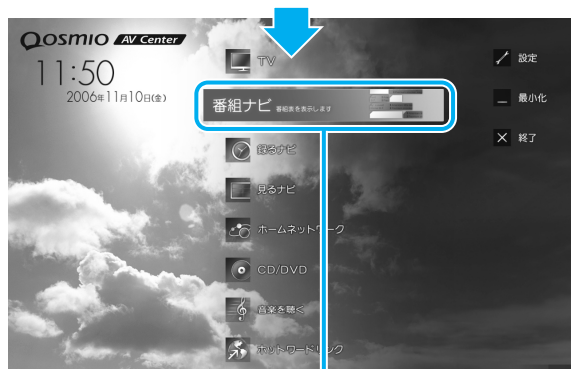 Qosmio AV Center
11:50
2006年11月10日(金)
TV
番組ナビ 番組表を表示します
録るナビ
見るナビ
ホームネットワーク
CD/DVD
音楽を聴く
ホットワードリンク
設定
最小化
終了